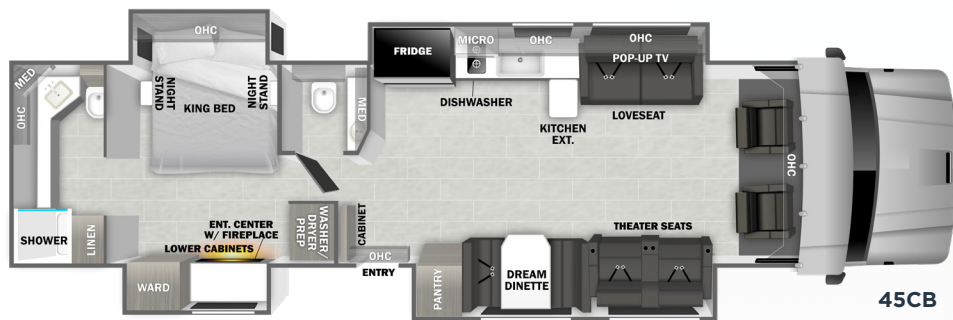 OHC
FRIDGE
MICRO
OHC
OHC
POP-UP TV
MED
OHC
NIGHT
STAND
KING BED
NIGHT
STAND
MED
DISHWASHER
KITCHEN
EXT.
LOVESEAT
OHC
SHOWER
LINEN
ENT. CENTER
W/ FIREPLACE
LOWER CABINETS
WASHER/
DRYER
PREP
CABINET
OHC
ENTRY
WARD
PANTRY
DREAM
DINETTE
THEATER SEATS
45CB